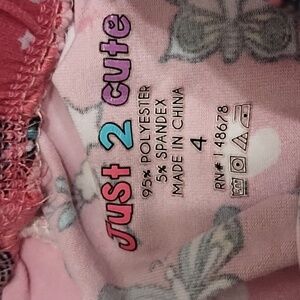 Just 2 cute
95% POLYESTER
5% SPANDEX
MADE IN CHINA
4
RN# 148678